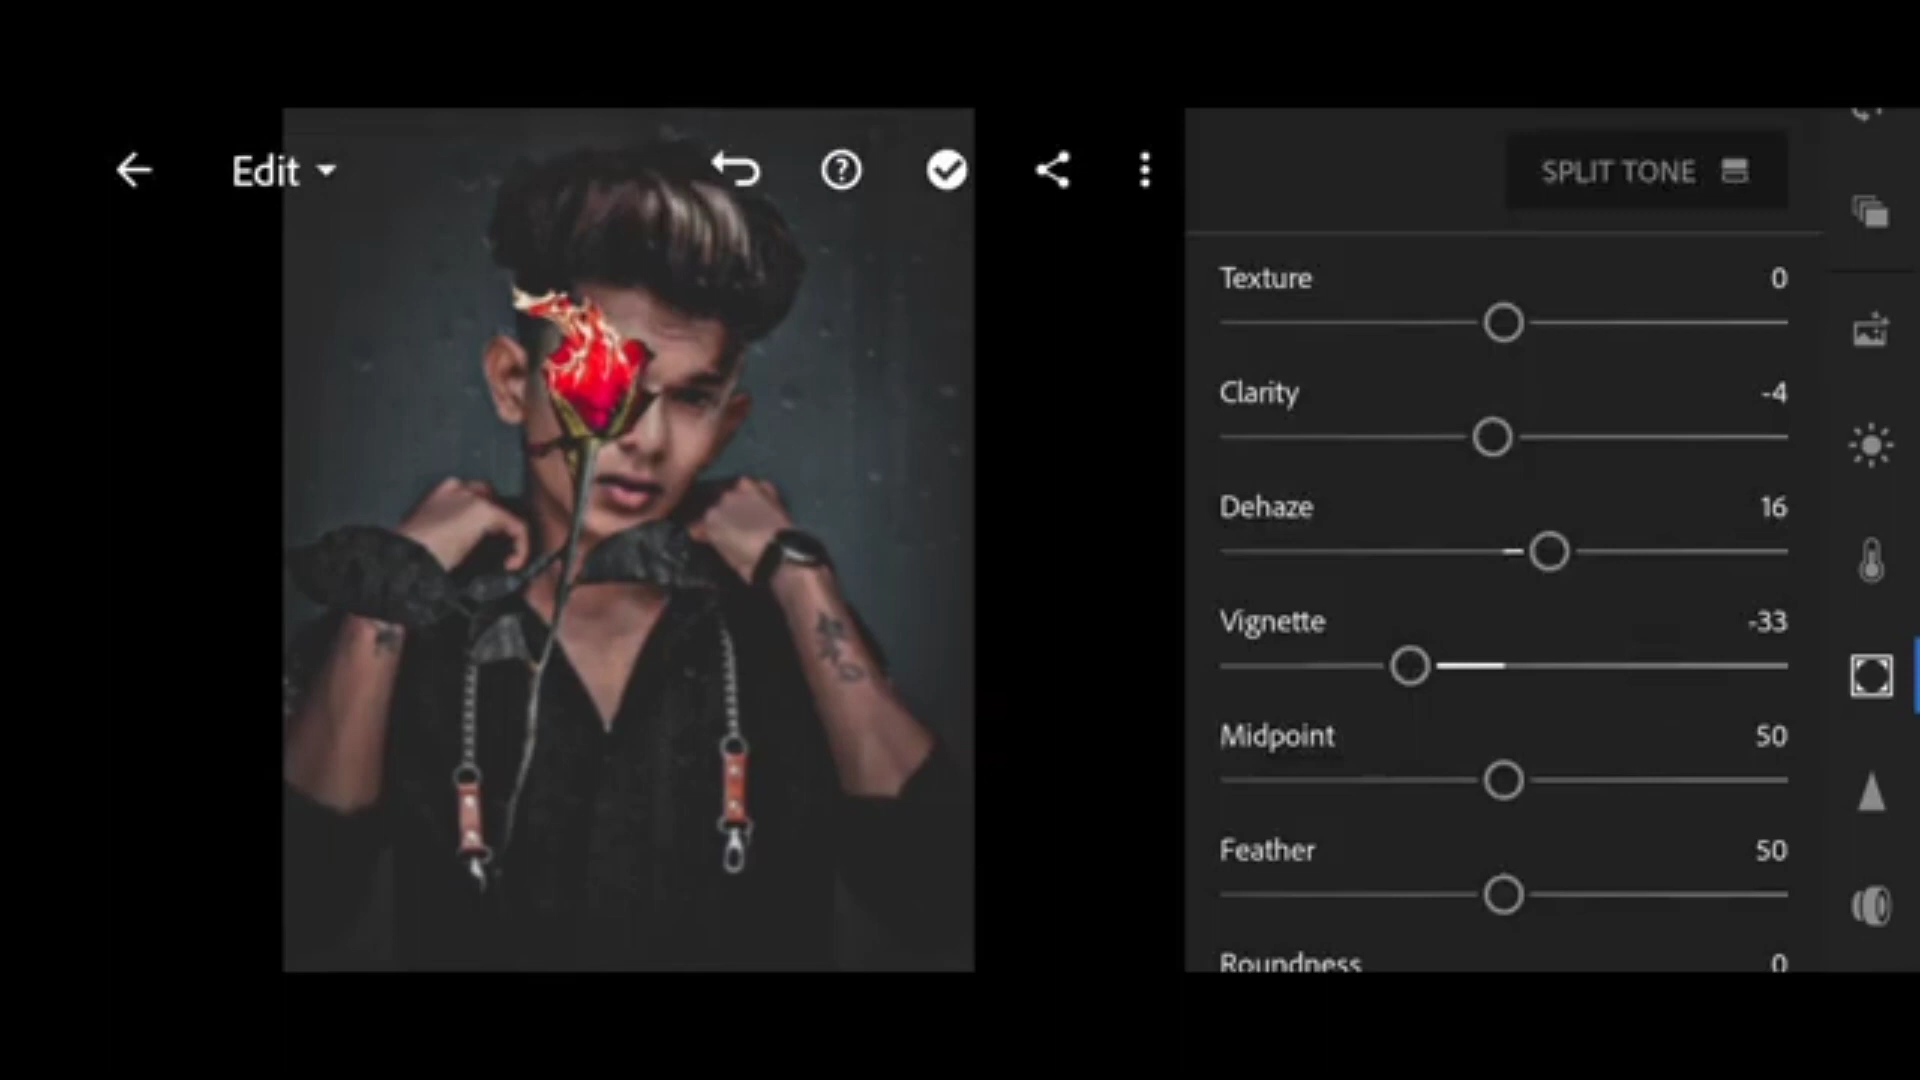 Edit
SPLIT TONE
Texture 0
Clarity -4
Dehaze 16
Vignette -33
Midpoint 50
Feather 50
Roundness 0